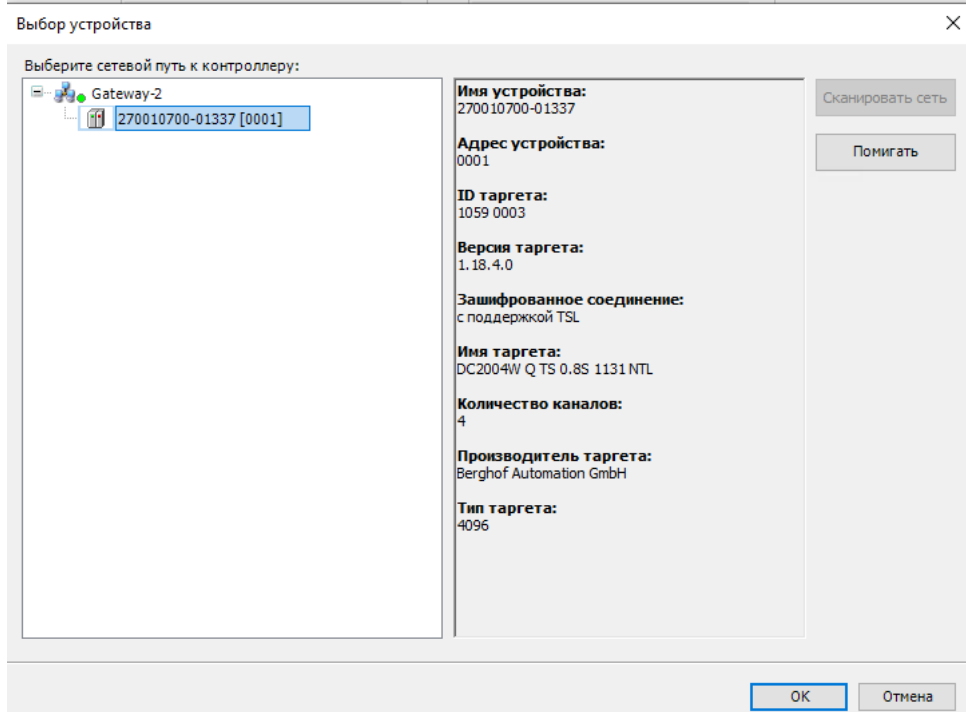 Выбор устройства
Выберите сетевой путь к контроллеру:
Gateway-2
270010700-01337 [0001]
Имя устройства:
270010700-01337
Адрес устройства:
0001
ID таргета:
1059 0003
Версия таргета:
1.18.4.0
Зашифрованное соединение:
с поддержкой TSL
Имя таргета:
DC2004W Q TS 0.8S 1131 NTL
Количество каналов:
4
Производитель таргета:
Berghof Automation GmbH
Тип таргета:
4096
Сканировать сеть
Помигать
OK
Отмена